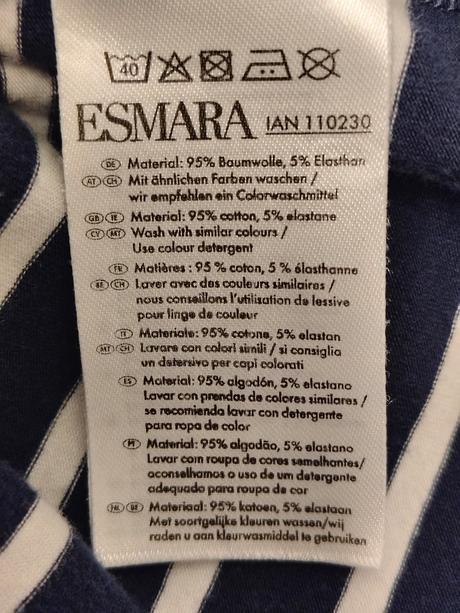 40
ESMARA IAN 110230
DE Material: 95% Baumwolle, 5% Elasthan
AT CH Mit ähnlichen Farben waschen /
wir empfehlen ein Colorwaschmittel
GB IE Material: 95% cotton, 5% elastane
CY MT Wash with similar colours /
Use colour detergent
FR Matières : 95 % coton, 5 % élasthanne
BE CH Laver avec des couleurs similaires /
nous conseillons l'utilisation de lessive
pour linge de couleur
IT Materiale: 95% cotone, 5% elastan
MT CH Lavare con colori simili / si consiglia
un detersivo per capi colorati
ES Material: 95% algodón, 5% elastano
Lavar con prendas de colores similares /
se recomienda lavar con detergente
para ropa de color
PT Material: 95% algodão, 5% elastano
Lavar com roupa de cores semelhantes/
aconselhamos o uso de um detergente
adequado para roupa de cor
NL BE Materiaal: 95% katoen, 5% elastaan
Met soortgelijke kleuren wassen/wij
raden u aan kleurwasmiddel te gebruiken